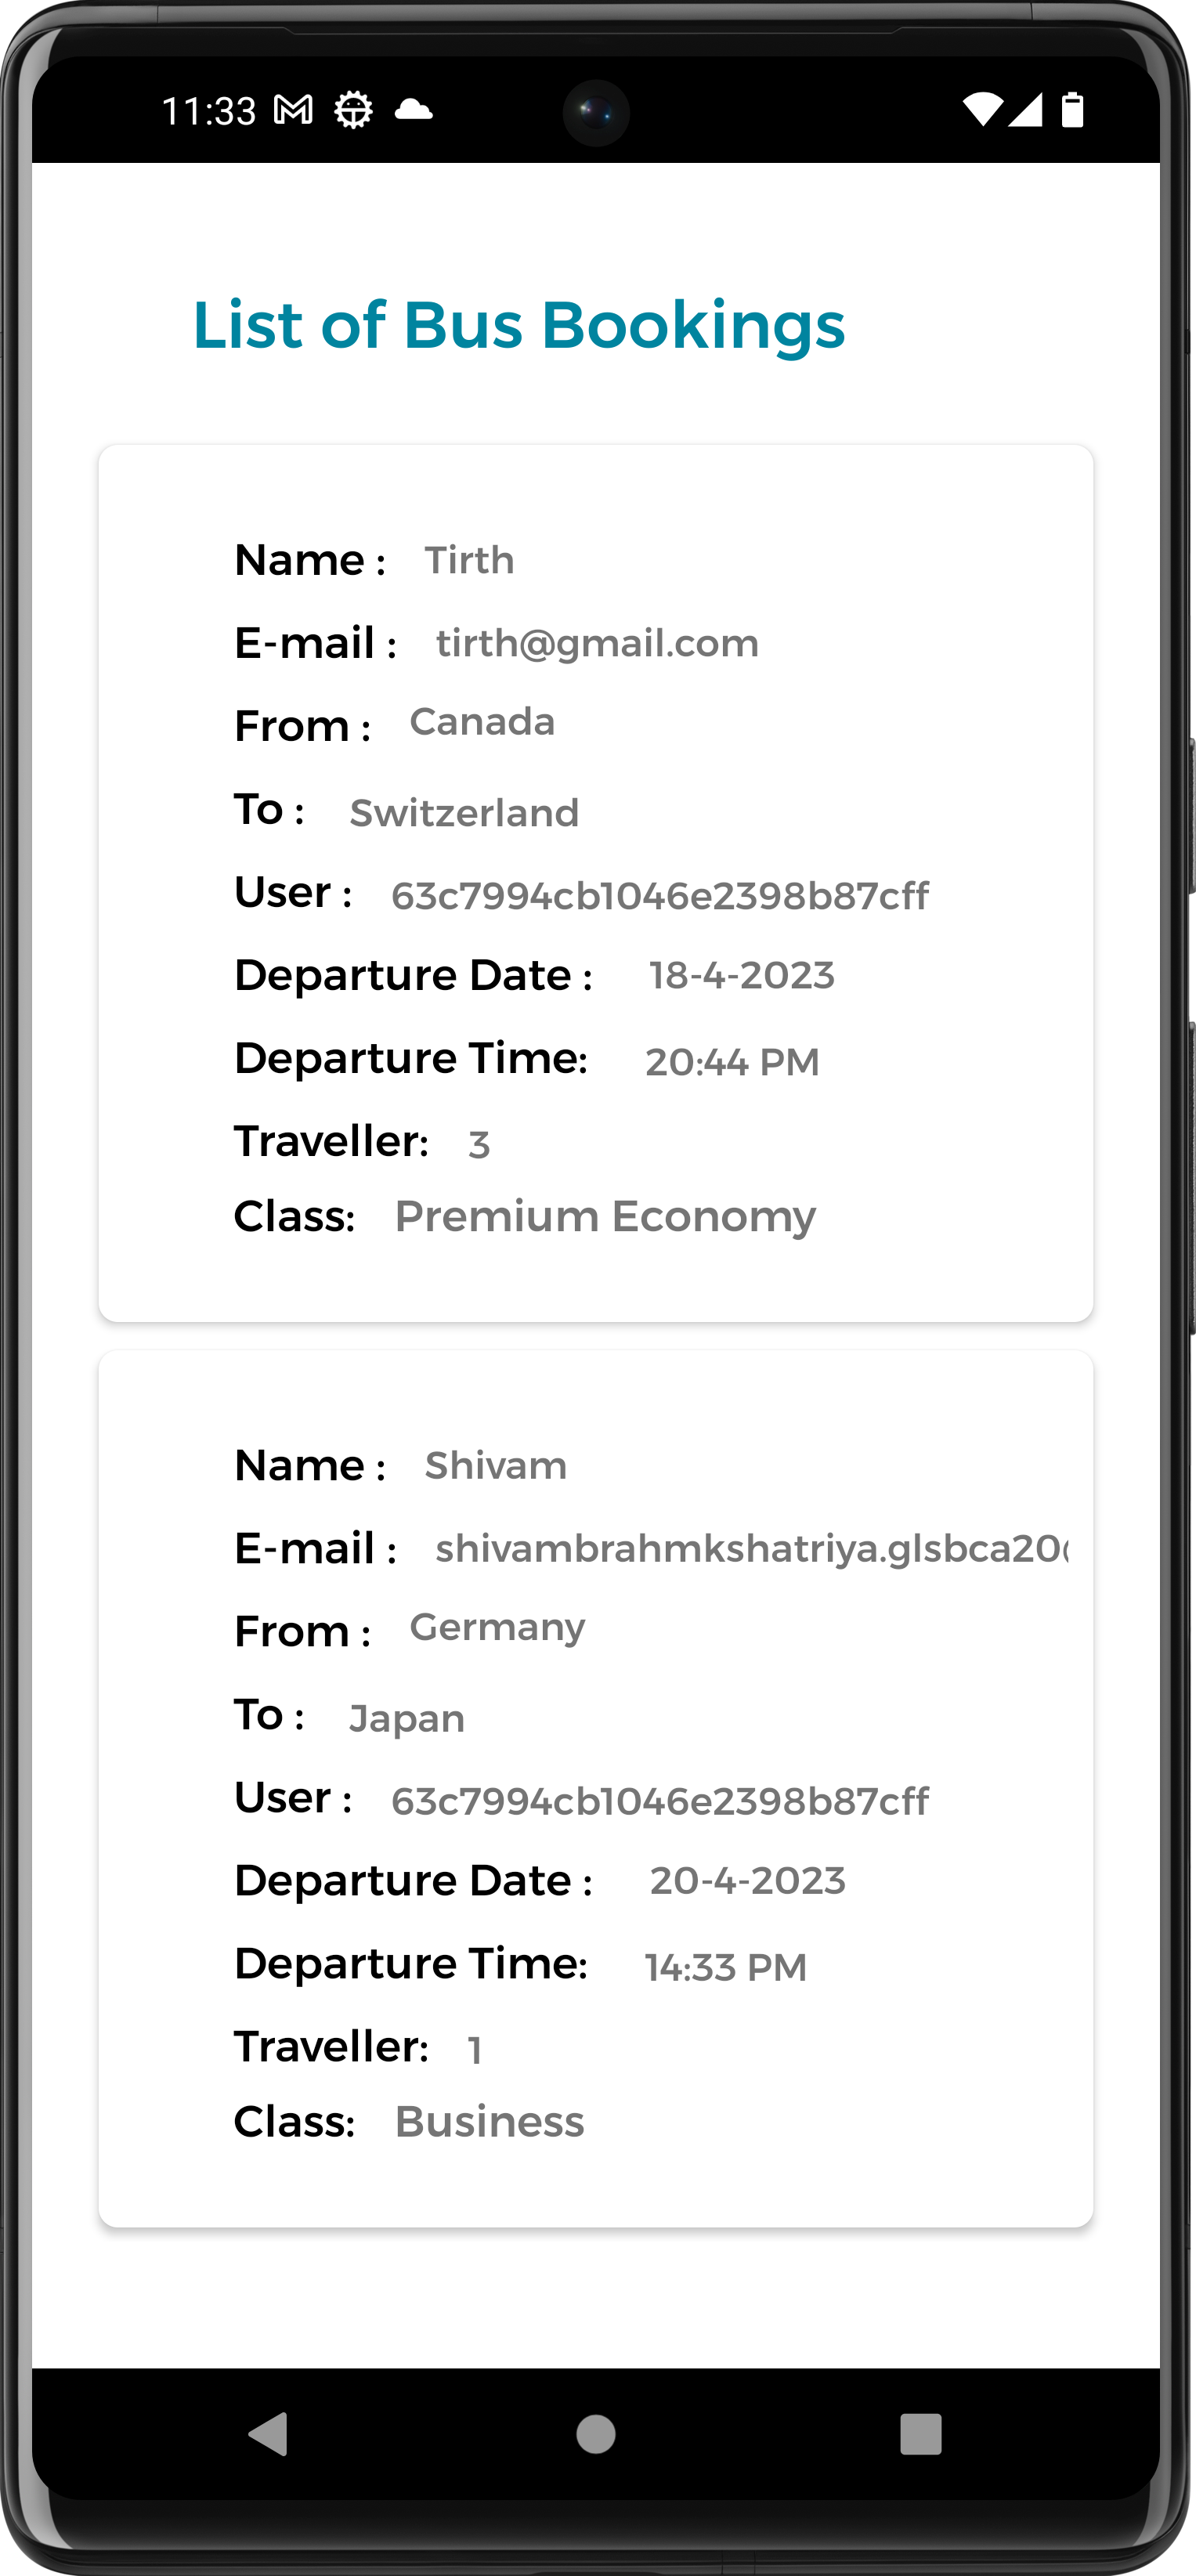 11:33
List of Bus Bookings
Name : Tirth
E-mail : tirth@gmail.com
From : Canada
To : Switzerland
User : 63c7994cb1046e2398b87cff
Departure Date : 18-4-2023
Departure Time: 20:44 PM
Traveller: 3
Class: Premium Economy
Name : Shivam
E-mail : shivambrahmkshatriya.glsbca20
From : Germany
To : Japan
User : 63c7994cb1046e2398b87cff
Departure Date : 20-4-2023
Departure Time: 14:33 PM
Traveller: 1
Class: Business